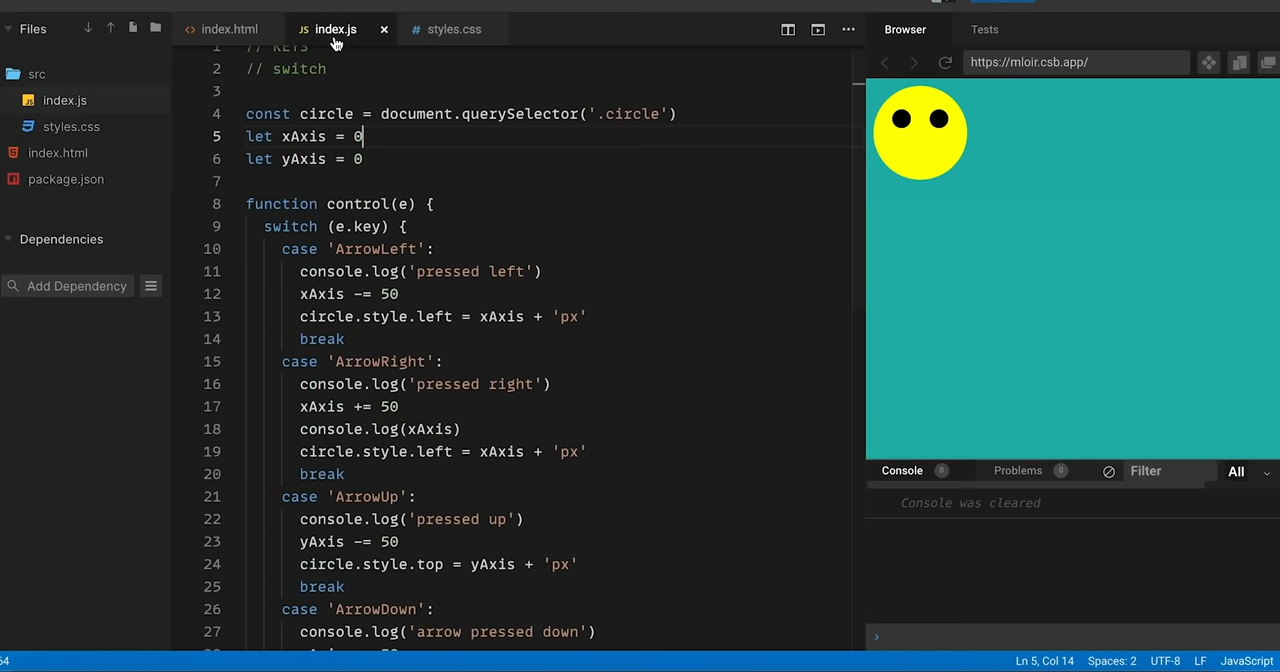 Files
src
index.js
styles.css
index.html
package.json
Dependencies
Add Dependency
index.html
JS index.js
# styles.css
1 // KEYS
2 // switch
3
4 const circle = document.querySelector('.circle')
5 let xAxis = 0
6 let yAxis = 0
7
8 function control(e) {
9 switch (e.key) {
10 case 'ArrowLeft':
11 console.log('pressed left')
12 xAxis -= 50
13 circle.style.left = xAxis + 'px'
14 break
15 case 'ArrowRight':
16 console.log('pressed right')
17 xAxis += 50
18 console.log(xAxis)
19 circle.style.left = xAxis + 'px'
20 break
21 case 'ArrowUp':
22 console.log('pressed up')
23 yAxis -= 50
24 circle.style.top = yAxis + 'px'
25 break
26 case 'ArrowDown':
27 console.log('arrow pressed down')
Browser
Tests
https://mloir.csb.app/
Console 0
Problems 0
Filter
All
Console was cleared
64
Ln 5, Col 14
Spaces: 2
UTF-8
LF
JavaScript